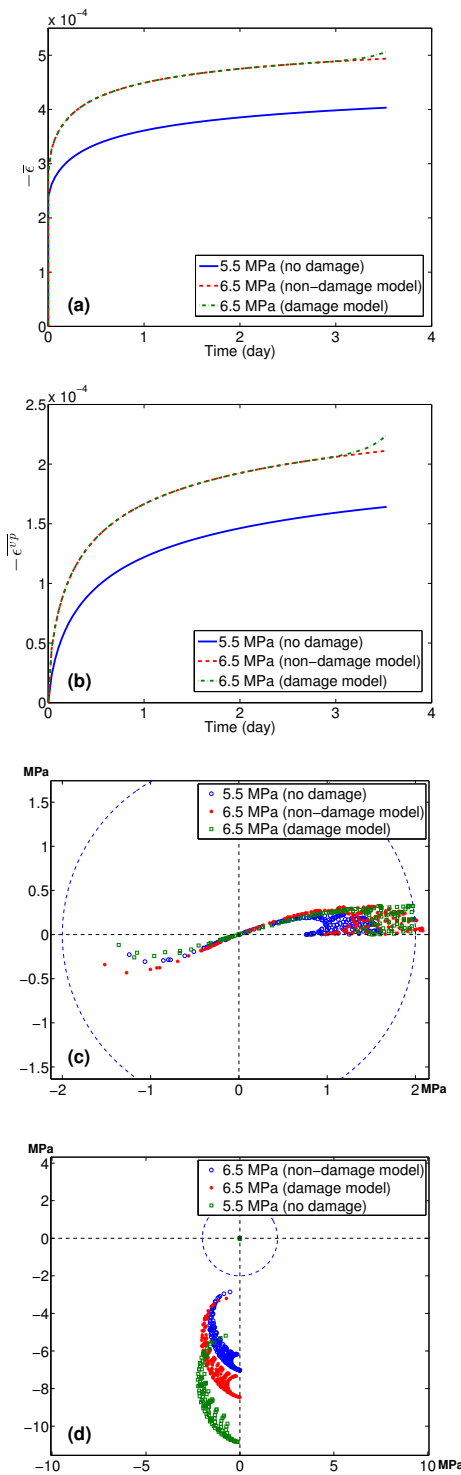 x 10⁻⁴
5
4
3
2
1
0
− ε̅
5.5 MPa (no damage)
6.5 MPa (non−damage model)
6.5 MPa (damage model)
(a)
0 1 2 3 4
Time (day)
x 10⁻⁴
2.5
2
1.5
1
0.5
0
− ε̅ᵛᵖ
5.5 MPa (no damage)
6.5 MPa (non−damage model)
6.5 MPa (damage model)
(b)
0 1 2 3 4
Time (day)
MPa
1.5
1
0.5
0
−0.5
−1
−1.5
5.5 MPa (no damage)
6.5 MPa (non−damage model)
6.5 MPa (damage model)
(c)
−2 −1 0 1 2 MPa
MPa
4
2
0
−2
−4
−6
−8
−10
6.5 MPa (non−damage model)
6.5 MPa (damage model)
5.5 MPa (no damage)
(d)
−10 −5 0 5 10 MPa